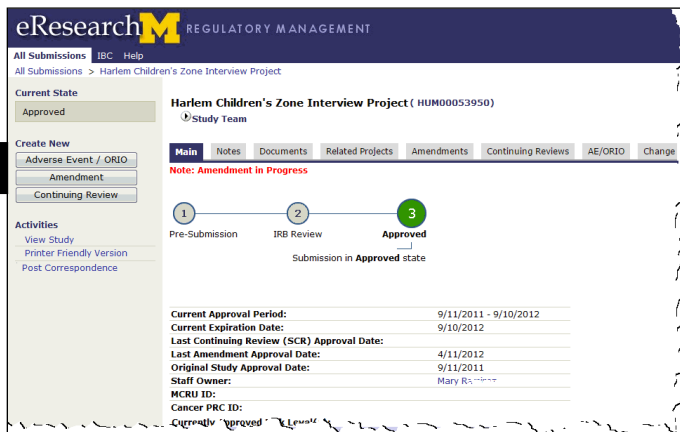 eResearch M REGULATORY MANAGEMENT
All Submissions IBC Help
All Submissions > Harlem Children's Zone Interview Project
Current State
Approved
Create New
Adverse Event / ORIO
Amendment
Continuing Review
Activities
View Study
Printer Friendly Version
Post Correspondence
Harlem Children's Zone Interview Project ( HUM00053950)
Study Team
Main Notes Documents Related Projects Amendments Continuing Reviews AE/ORIO Change
Note: Amendment in Progress
1 2 3
Pre-Submission IRB Review Approved
Submission in Approved state
Current Approval Period: 9/11/2011 - 9/10/2012
Current Expiration Date: 9/10/2012
Last Continuing Review (SCR) Approval Date:
Last Amendment Approval Date: 4/11/2012
Original Study Approval Date: 9/11/2011
Staff Owner: Mary
MCRU ID:
Cancer PRC ID:
Currently